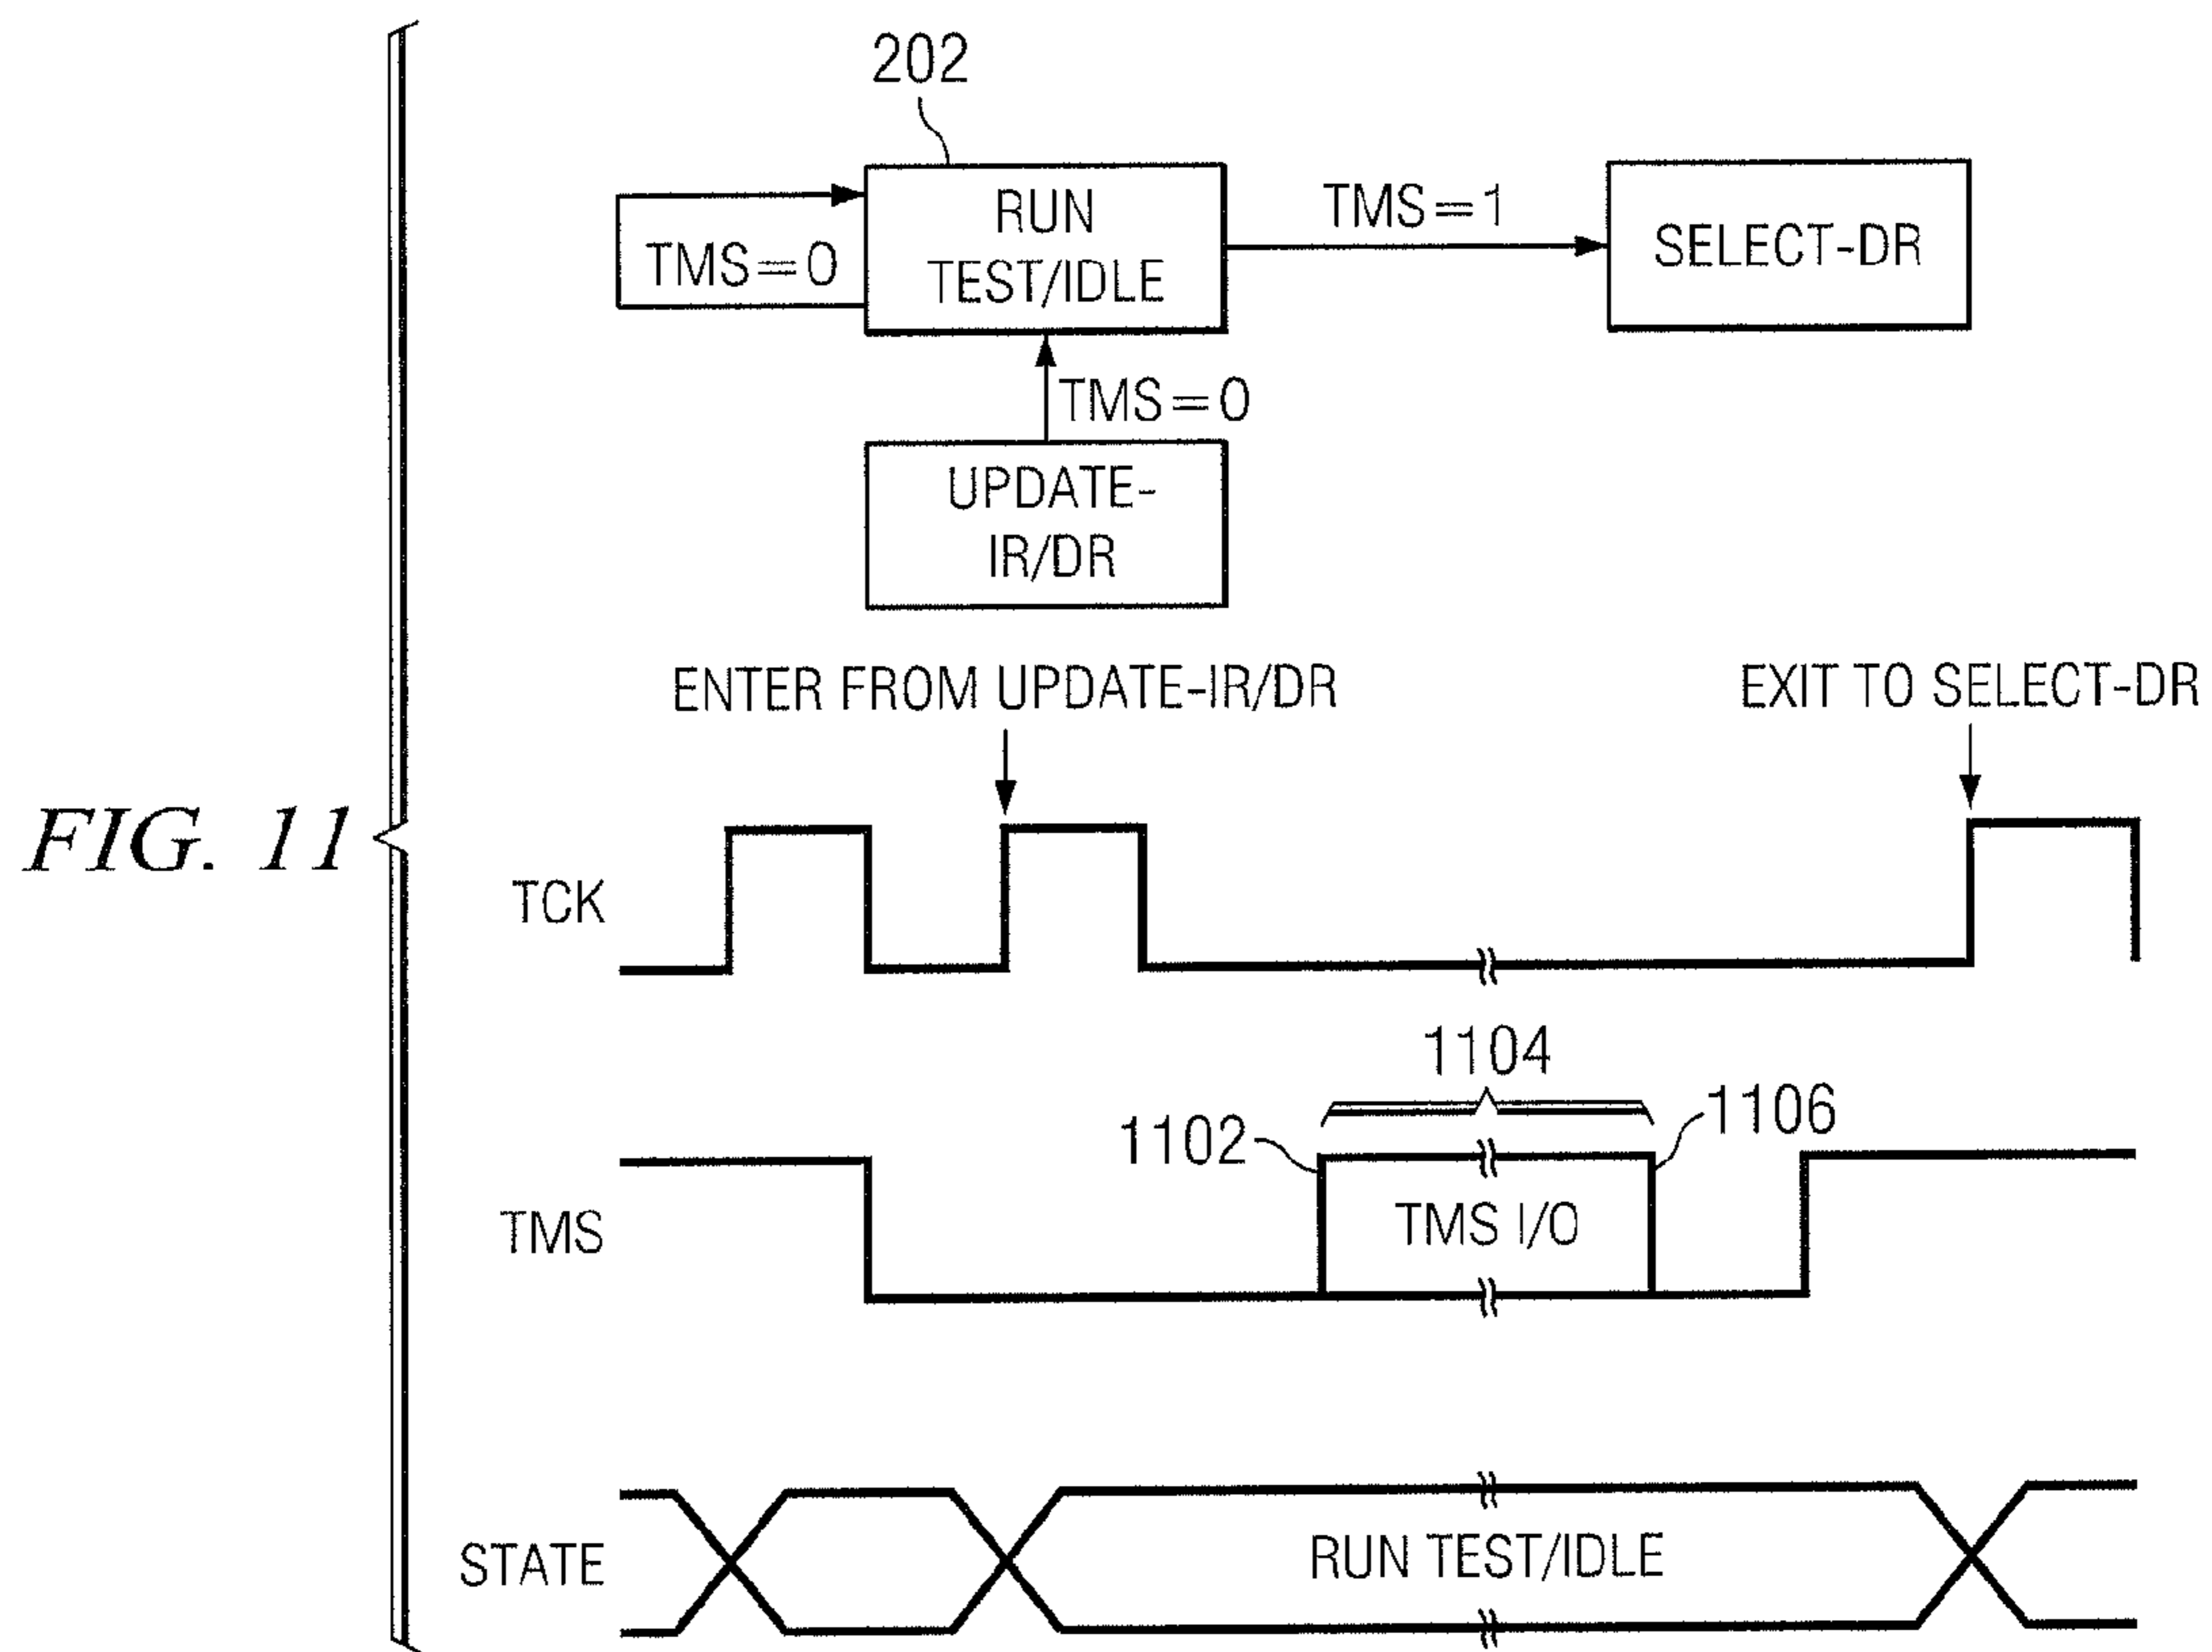 202
RUN
TEST/IDLE
TMS=0
TMS=1
SELECT-DR
TMS=0
UPDATE-
IR/DR
ENTER FROM UPDATE-IR/DR
EXIT TO SELECT-DR
FIG. 11
TCK
1104
1102
1106
TMS
TMS I/O
STATE
RUN TEST/IDLE